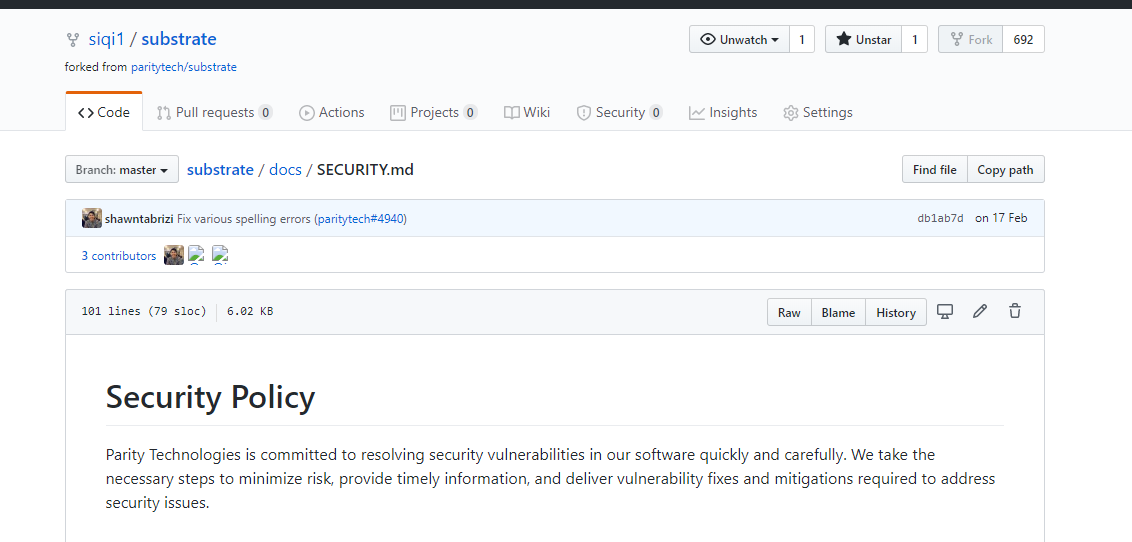 siqi1 / substrate
Unwatch 1 Unstar 1 Fork 692
forked from paritytech/substrate
Code Pull requests 0 Actions Projects 0 Wiki Security 0 Insights Settings
Branch: master substrate / docs / SECURITY.md Find file Copy path
shawntabrizi Fix various spelling errors (paritytech#4940) db1ab7d on 17 Feb
3 contributors
101 lines (79 sloc) 6.02 KB Raw Blame History
Security Policy
Parity Technologies is committed to resolving security vulnerabilities in our software quickly and carefully. We take the
necessary steps to minimize risk, provide timely information, and deliver vulnerability fixes and mitigations required to address
security issues.